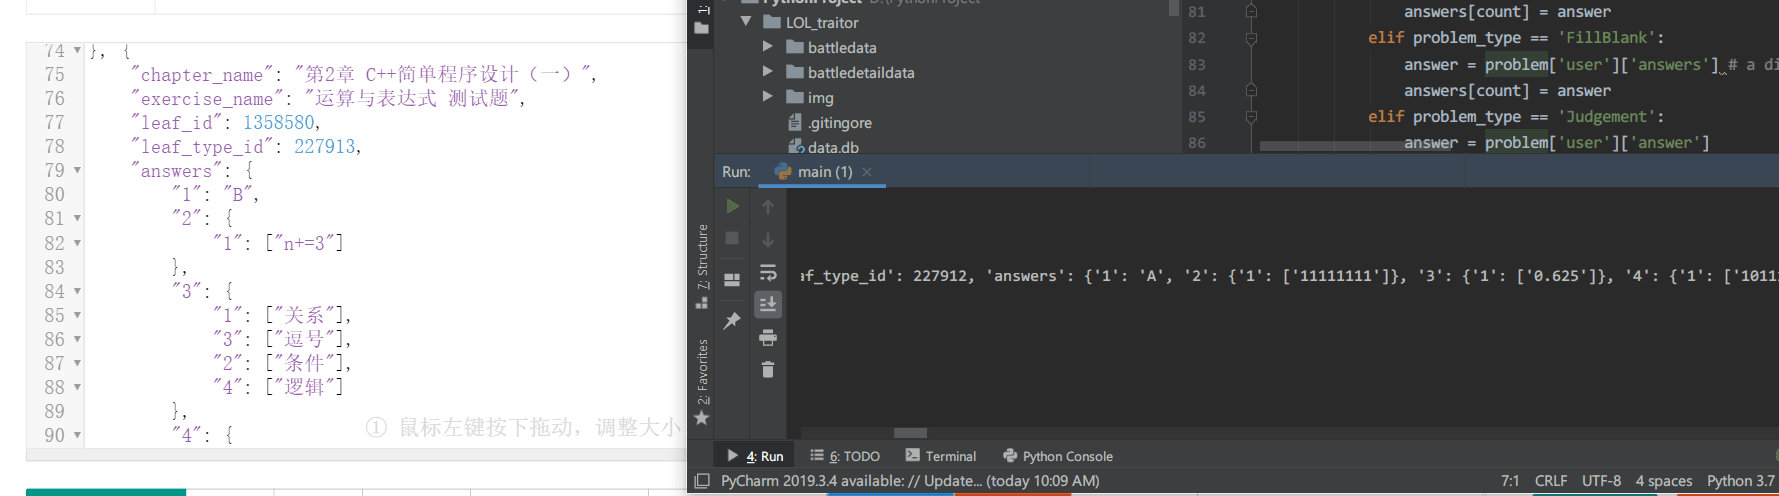 74 }, {
75 "chapter_name": "第2章 C++简单程序设计（一）",
76 "exercise_name": "运算与表达式 测试题",
77 "leaf_id": 1358580,
78 "leaf_type_id": 227913,
79 "answers": {
80 "1": "B",
81 "2": {
82 "1": ["n+=3"]
83 },
84 "3": {
85 "1": ["关系"],
86 "3": ["逗号"],
87 "2": ["条件"],
88 "4": ["逻辑"]
89 },
90 "4": {
① 鼠标左键按下拖动，调整大小
1:
PythonProject D:\PythonProject
LOL_traitor
battledata
battledetaildata
img
.gitingore
data.db
81 answers[count] = answer
82 elif problem_type == 'FillBlank':
83 answer = problem['user']['answers'] # a di
84 answers[count] = answer
85 elif problem_type == 'Judgement':
86 answer = problem['user']['answer']
Run: main (1)
7: Structure
2: Favorites
af_type_id': 227912, 'answers': {'1': 'A', '2': {'1': ['11111111']}, '3': {'1': ['0.625']}, '4': {'1': ['1011
4: Run 6: TODO Terminal Python Console
PyCharm 2019.3.4 available: // Update... (today 10:09 AM) 7:1 CRLF UTF-8 4 spaces Python 3.7